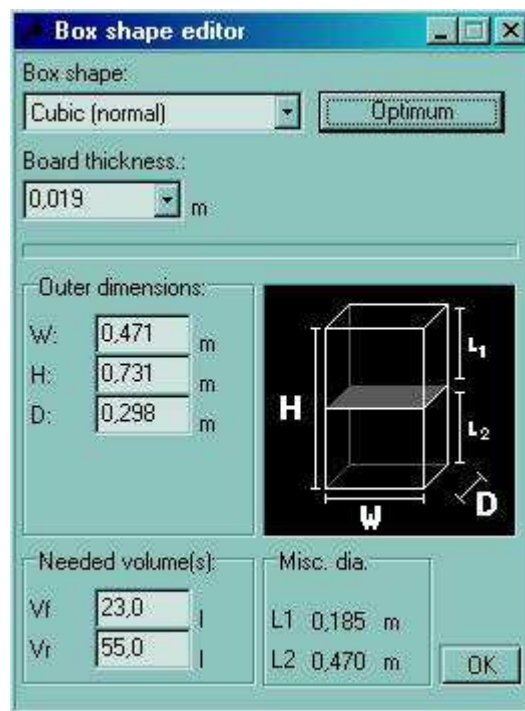 Box shape editor
Box shape:
Cubic (normal)
Optimum
Board thickness.:
0,019 m
Outer dimensions:
W: 0,471 m
H: 0,731 m
D: 0,298 m
H
L1
L2
D
W
Needed volume(s):
Vf 23,0 l
Vr 55,0 l
Misc. dia.
L1 0,185 m
L2 0,470 m
OK